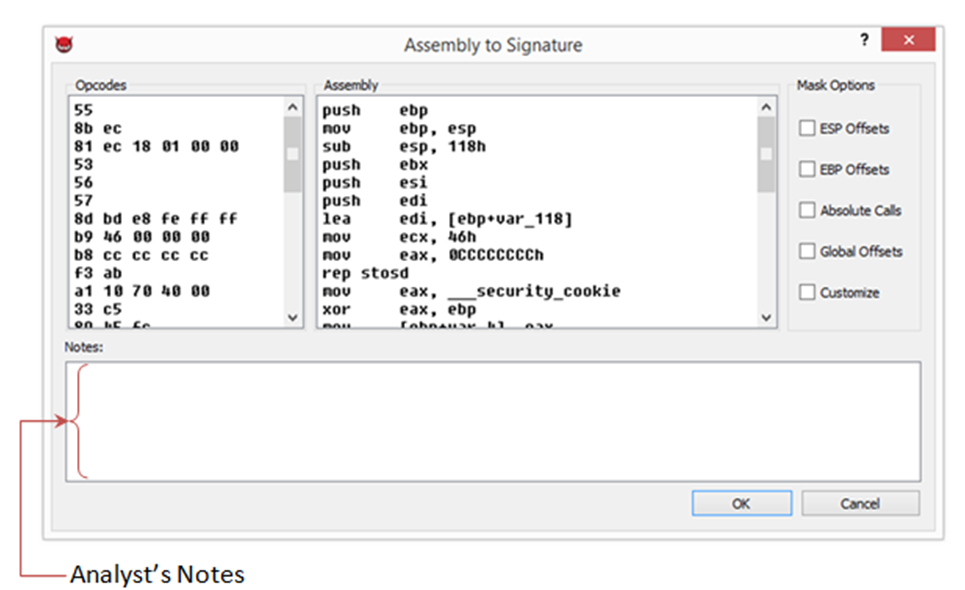 Assembly to Signature
?
Opcodes
55
8b ec
81 ec 18 01 00 00
53
56
57
8d bd e8 fe ff ff
b9 46 00 00 00
b8 cc cc cc cc
f3 ab
a1 10 70 40 00
33 c5
Assembly
push ebp
mov ebp, esp
sub esp, 118h
push ebx
push esi
push edi
lea edi, [ebp+var_118]
mov ecx, 46h
mov eax, 0CCCCCCCCh
rep stosd
mov eax, ___security_cookie
xor eax, ebp
Mask Options
ESP Offsets
EBP Offsets
Absolute Calls
Global Offsets
Customize
Notes:
OK
Cancel
Analyst’s Notes